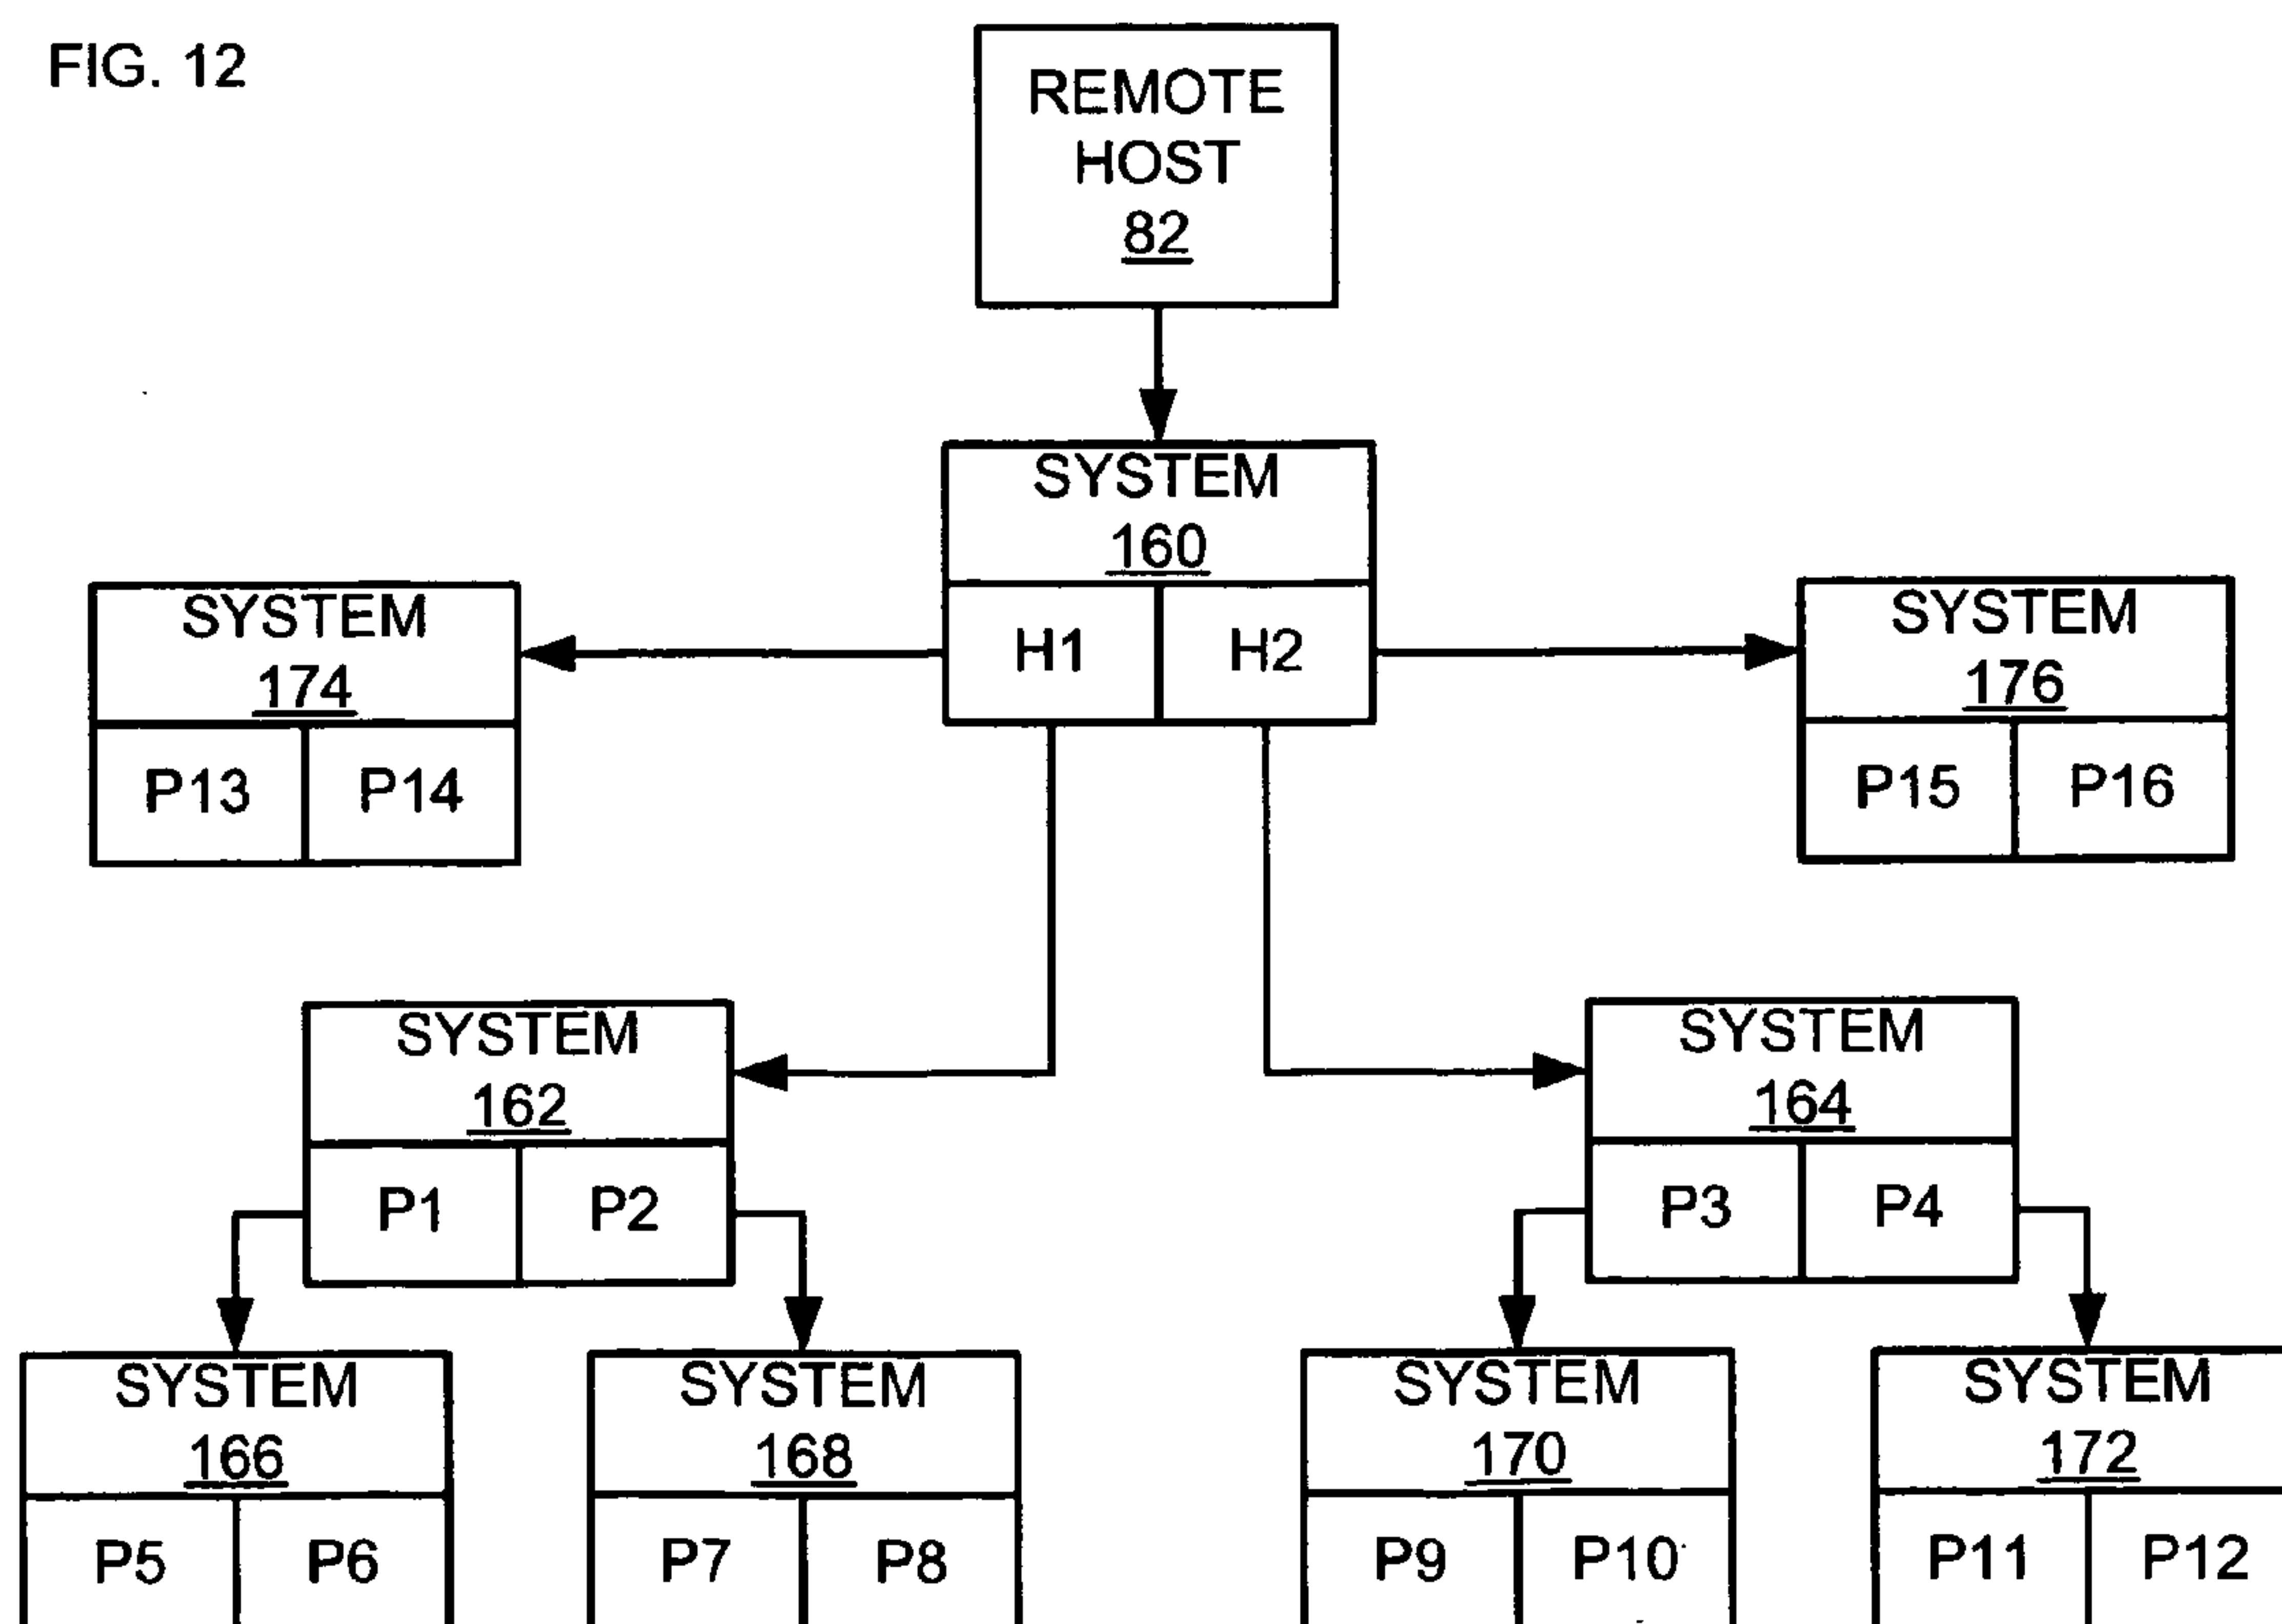 FIG. 12
REMOTE
HOST
82
SYSTEM
160
H1 H2
SYSTEM
174
P13 P14
SYSTEM
176
P15 P16
SYSTEM
162
P1 P2
SYSTEM
164
P3 P4
SYSTEM
166
P5 P6
SYSTEM
168
P7 P8
SYSTEM
170
P9 P10
SYSTEM
172
P11 P12